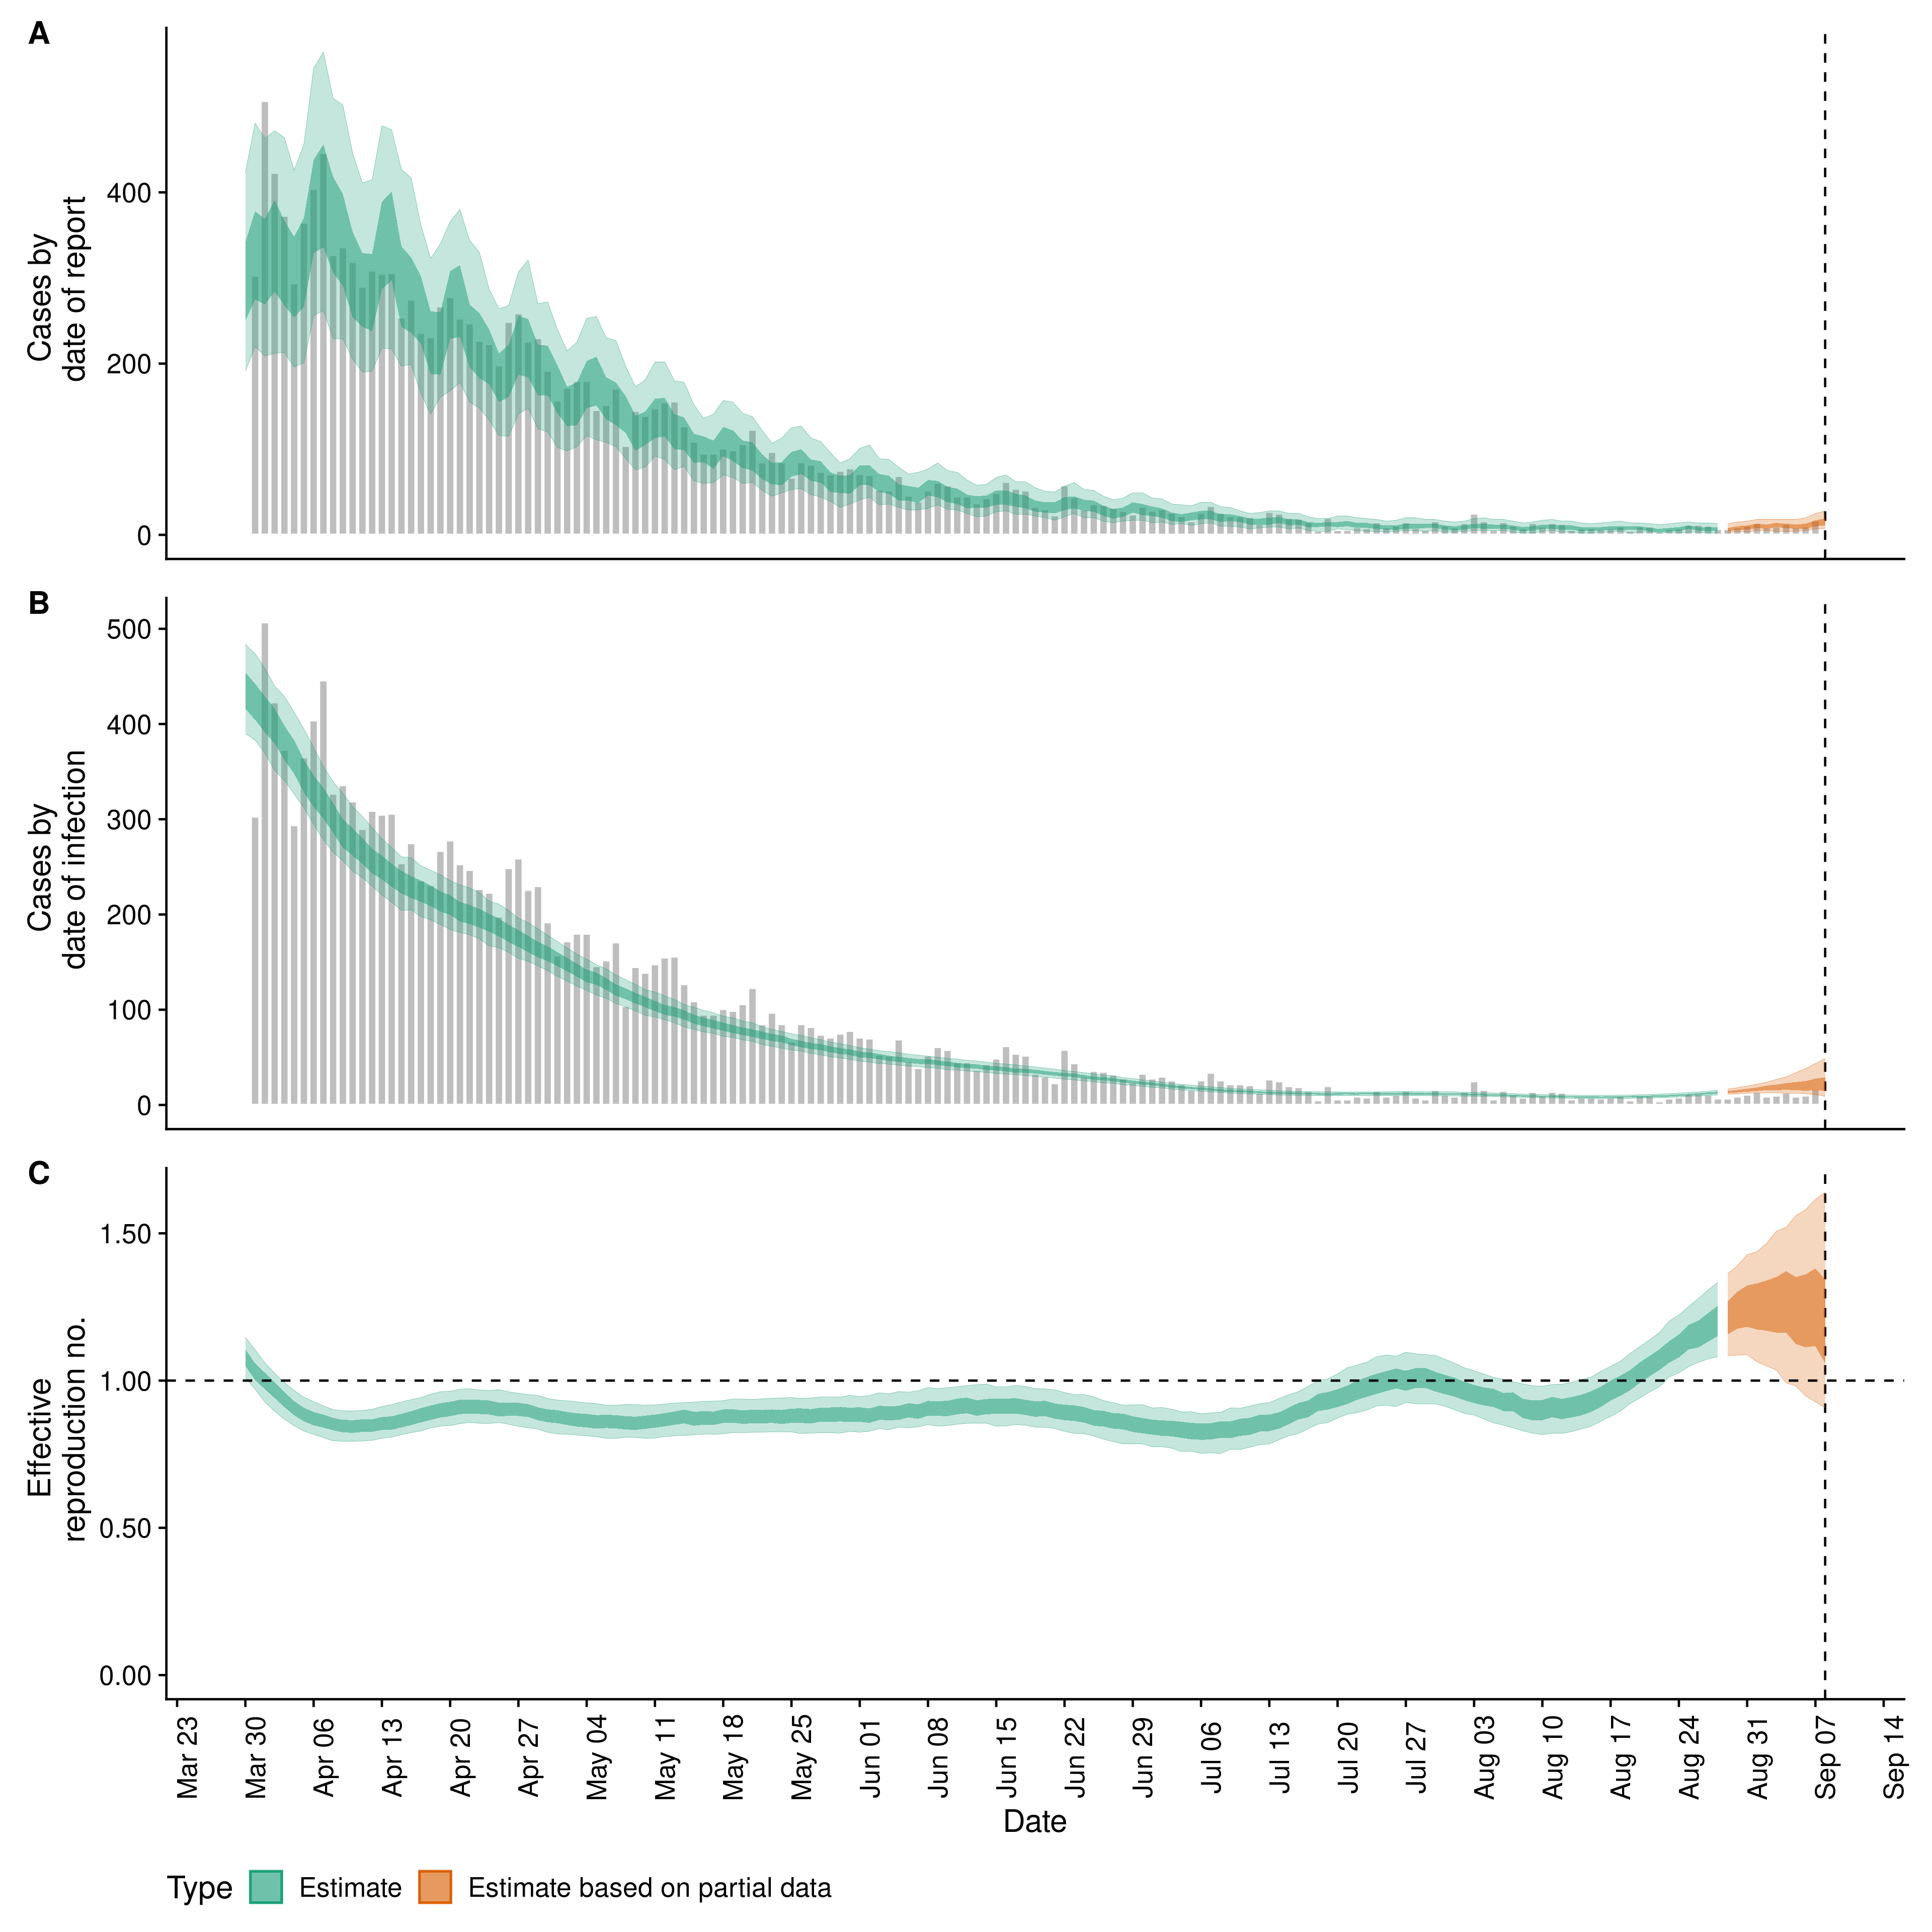 A
Cases by
date of report
400
200
0
B
Cases by
date of infection
500
400
300
200
100
0
C
Effective
reproduction no.
1.50
1.00
0.50
0.00
Mar 23
Mar 30
Apr 06
Apr 13
Apr 20
Apr 27
May 04
May 11
May 18
May 25
Jun 01
Jun 08
Jun 15
Jun 22
Jun 29
Jul 06
Jul 13
Jul 20
Jul 27
Aug 03
Aug 10
Aug 17
Aug 24
Aug 31
Sep 07
Sep 14
Date
Type
Estimate
Estimate based on partial data